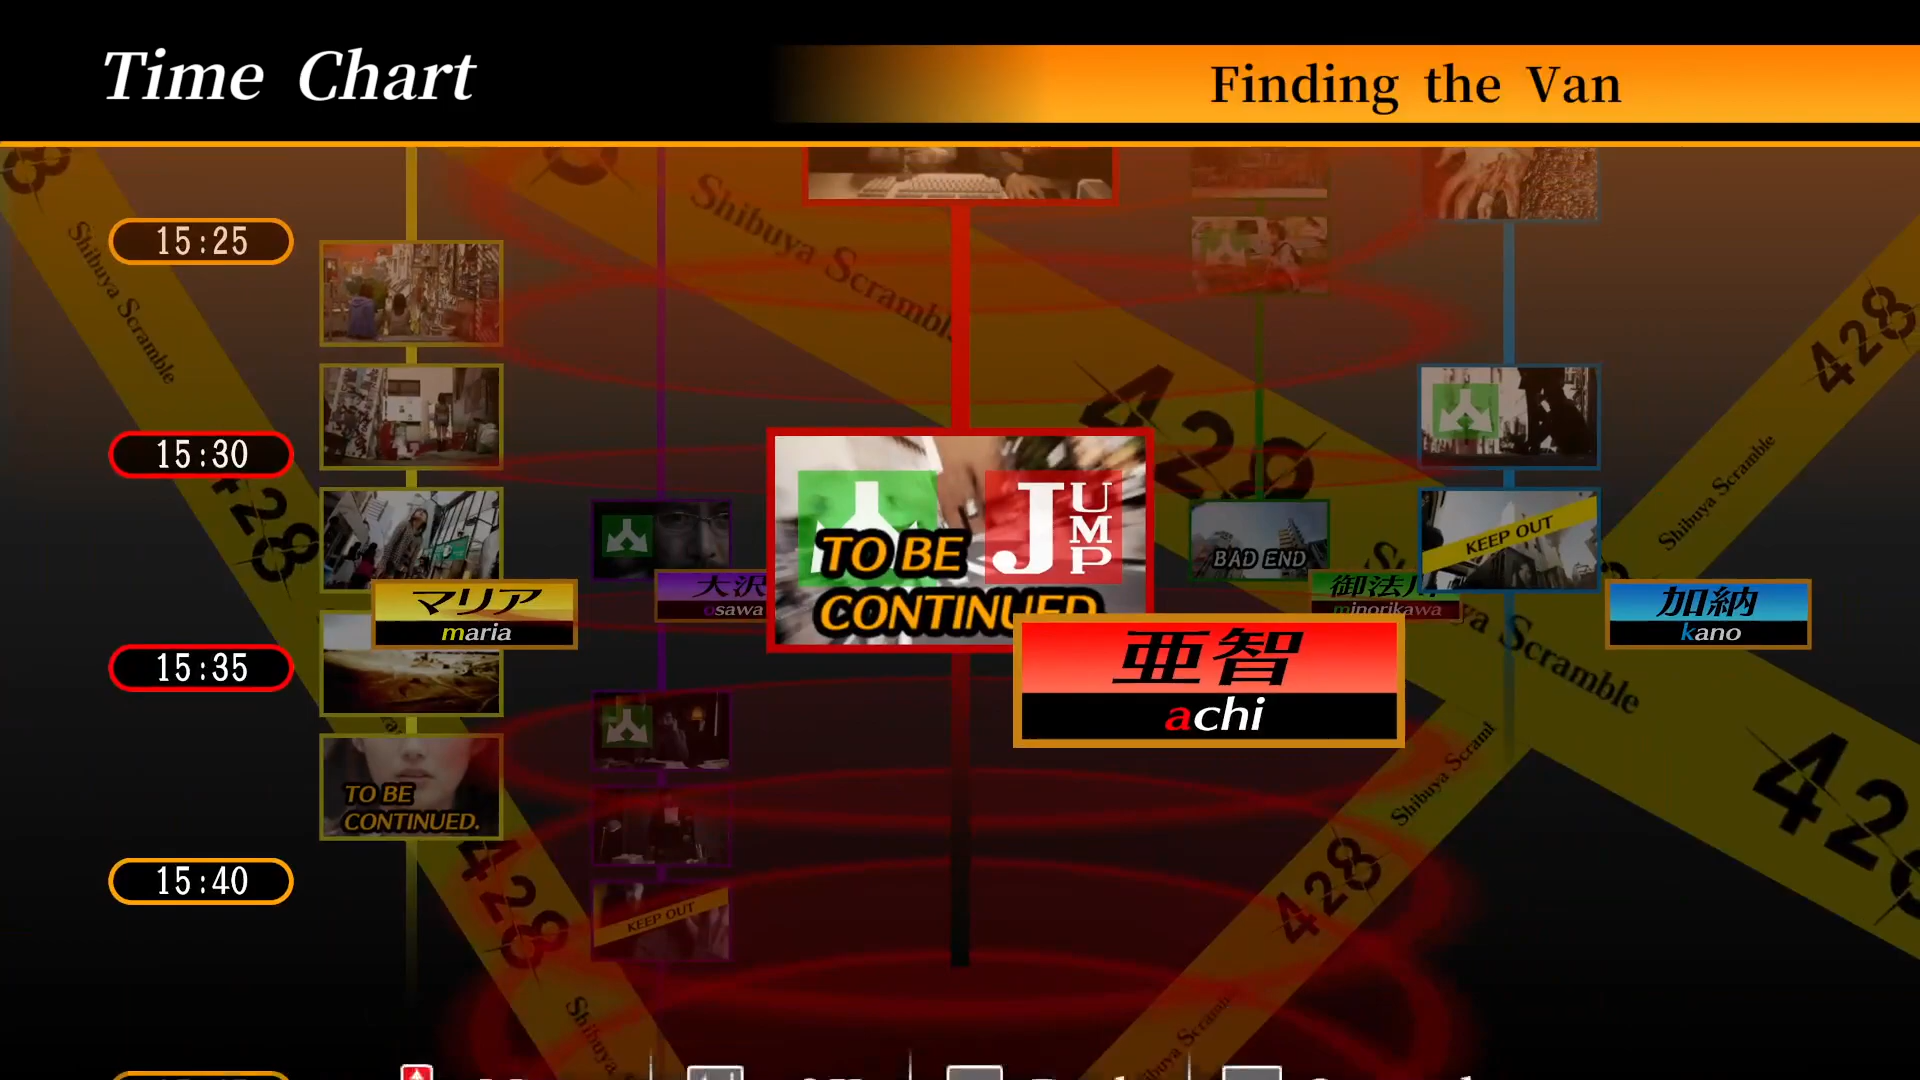 Time Chart
Finding the Van
15:25
15:30
15:35
15:40
Shibuya Scramble
Shibuya Scramble
428
428
428
428
Shibuya Scramble
Scramble
428
428
JUMP
TO BE
CONTINUED
BAD END
KEEP OUT
マリア
maria
大沢
osawa
亜智
achi
minorikawa
加納
kano
TO BE
CONTINUED.
KEEP OUT